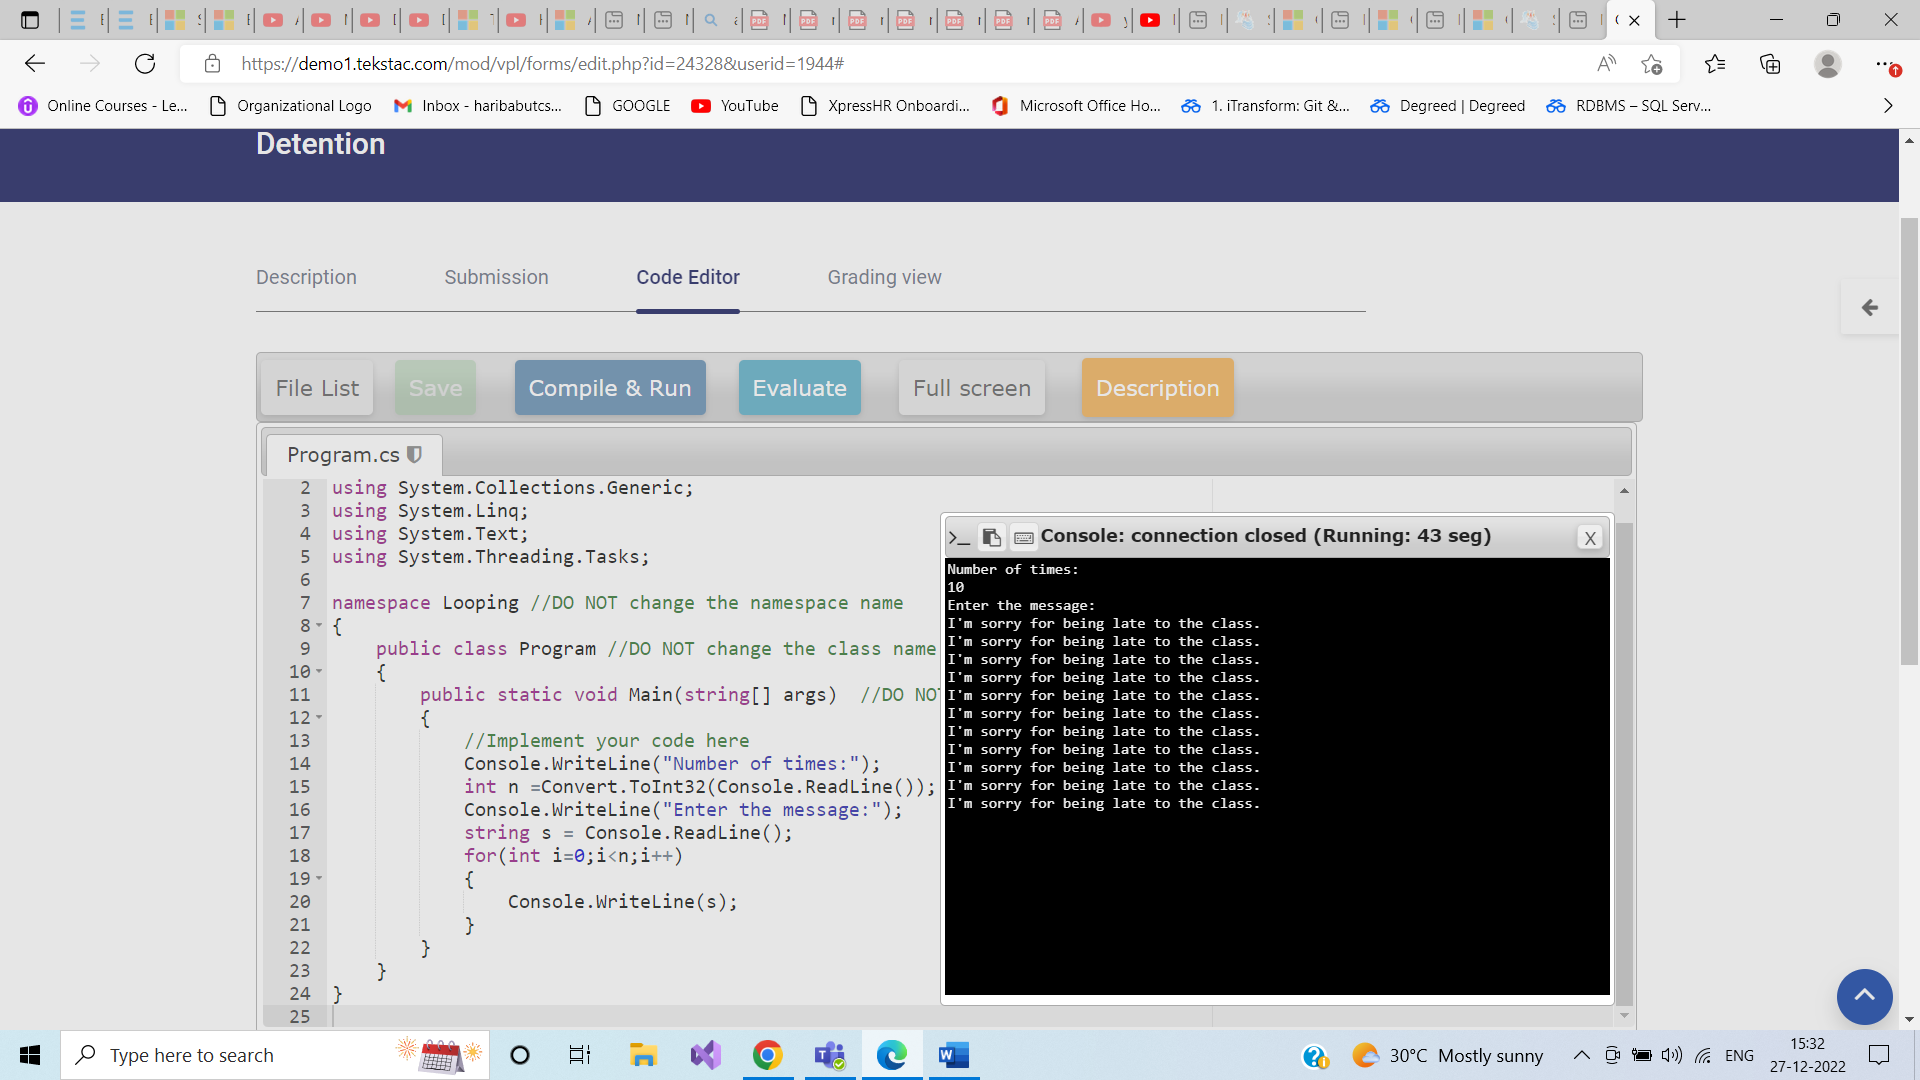 https://demo1.tekstac.com/mod/vpl/forms/edit.php?id=24328&userid=1944#
Online Courses - Le...
Organizational Logo
Inbox - haribabutcs...
GOOGLE
YouTube
XpressHR Onboardi...
Microsoft Office Ho...
1. iTransform: Git &...
Degreed | Degreed
RDBMS – SQL Serv...
Detention
Description
Submission
Code Editor
Grading view
File List
Save
Compile & Run
Evaluate
Full screen
Description
Program.cs
2 using System.Collections.Generic;
3 using System.Linq;
4 using System.Text;
5 using System.Threading.Tasks;
6
7 namespace Looping //DO NOT change the namespace name
8 {
9 public class Program //DO NOT change the class name
10 {
11 public static void Main(string[] args) //DO NO
12 {
13 //Implement your code here
14 Console.WriteLine("Number of times:");
15 int n =Convert.ToInt32(Console.ReadLine());
16 Console.WriteLine("Enter the message:");
17 string s = Console.ReadLine();
18 for(int i=0;i<n;i++)
19 {
20 Console.WriteLine(s);
21 }
22 }
23 }
24 }
25
Console: connection closed (Running: 43 seg)
X
Number of times:
10
Enter the message:
I'm sorry for being late to the class.
I'm sorry for being late to the class.
I'm sorry for being late to the class.
I'm sorry for being late to the class.
I'm sorry for being late to the class.
I'm sorry for being late to the class.
I'm sorry for being late to the class.
I'm sorry for being late to the class.
I'm sorry for being late to the class.
I'm sorry for being late to the class.
I'm sorry for being late to the class.
Type here to search
30°C Mostly sunny
ENG
15:32
27-12-2022